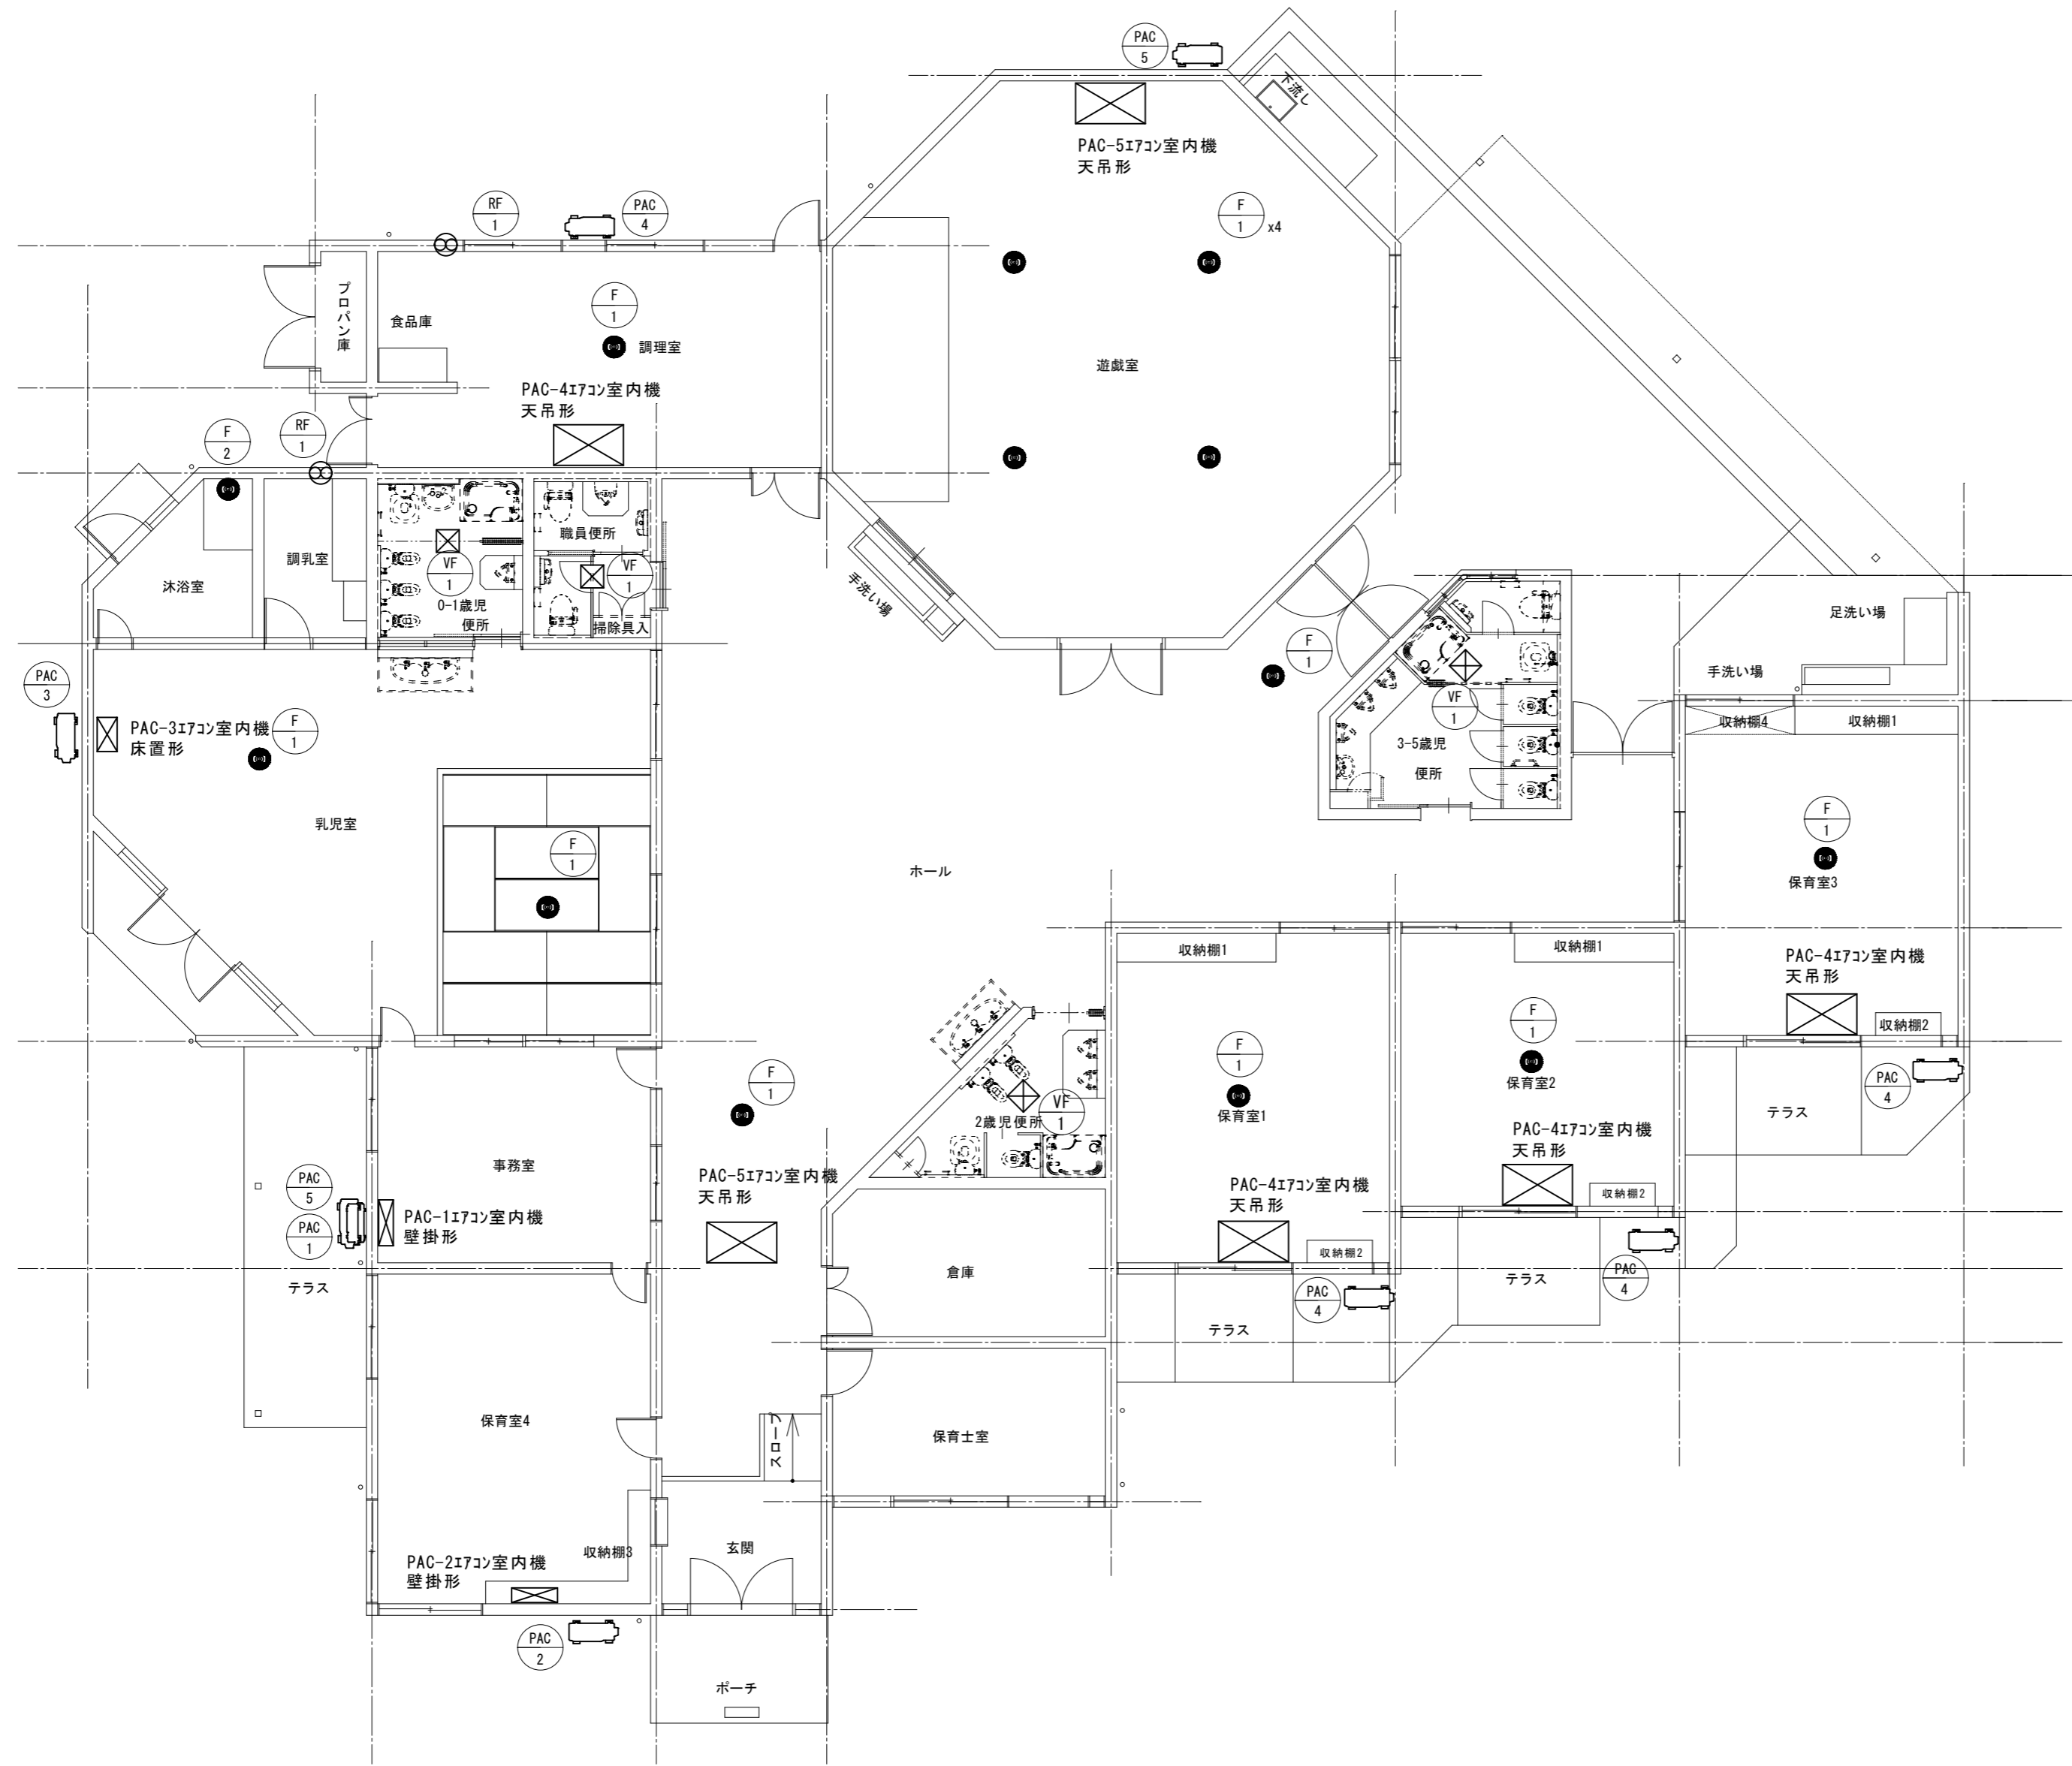 PAC
5
下流し
PAC-5エアコン室内機
天吊形
RF
1
PAC
4
F
1
x4
プロパン庫
食品庫
F
1
調理室
遊戯室
PAC-4エアコン室内機
天吊形
F
2
RF
1
沐浴室
調乳室
VF
1
0-1歳児
便所
職員便所
VF
1
掃除具入
手洗い場
F
1
VF
1
3-5歳児
便所
足洗い場
手洗い場
収納棚4
収納棚1
PAC
3
PAC-3エアコン室内機
床置形
F
1
乳児室
F
1
ホール
F
1
保育室3
収納棚1
収納棚1
PAC-4エアコン室内機
天吊形
収納棚2
F
1
保育室1
F
1
保育室2
PAC
4
テラス
F
1
2歳児便所
VF
1
事務室
PAC
5
PAC
1
PAC-1エアコン室内機
壁掛形
テラス
PAC-5エアコン室内機
天吊形
PAC-4エアコン室内機
天吊形
収納棚2
PAC-4エアコン室内機
天吊形
収納棚2
倉庫
PAC
4
テラス
PAC
4
テラス
保育室4
スロープ
保育士室
PAC-2エアコン室内機
壁掛形
収納棚3
玄関
PAC
2
ポーチ